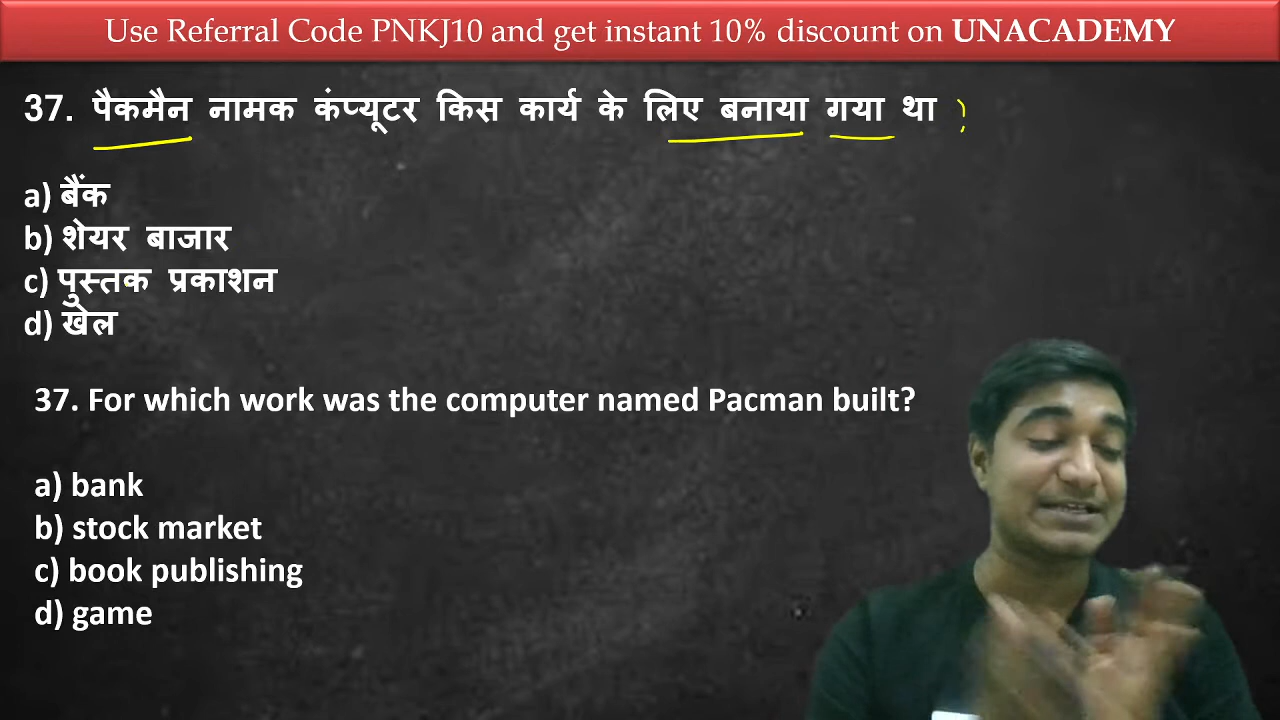 Use Referral Code PNKJ10 and get instant 10% discount on UNACADEMY
37. पैकमैन नामक कंप्यूटर किस कार्य के लिए बनाया गया था ?
a) बैंक
b) शेयर बाजार
c) पुस्तक प्रकाशन
d) खेल
37. For which work was the computer named Pacman built?
a) bank
b) stock market
c) book publishing
d) game